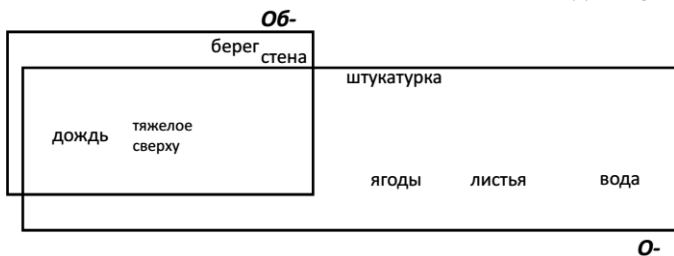 Об-
берег
стена
штукатурка
дождь
тяжелое
сверху
ягоды
листья
вода
О-